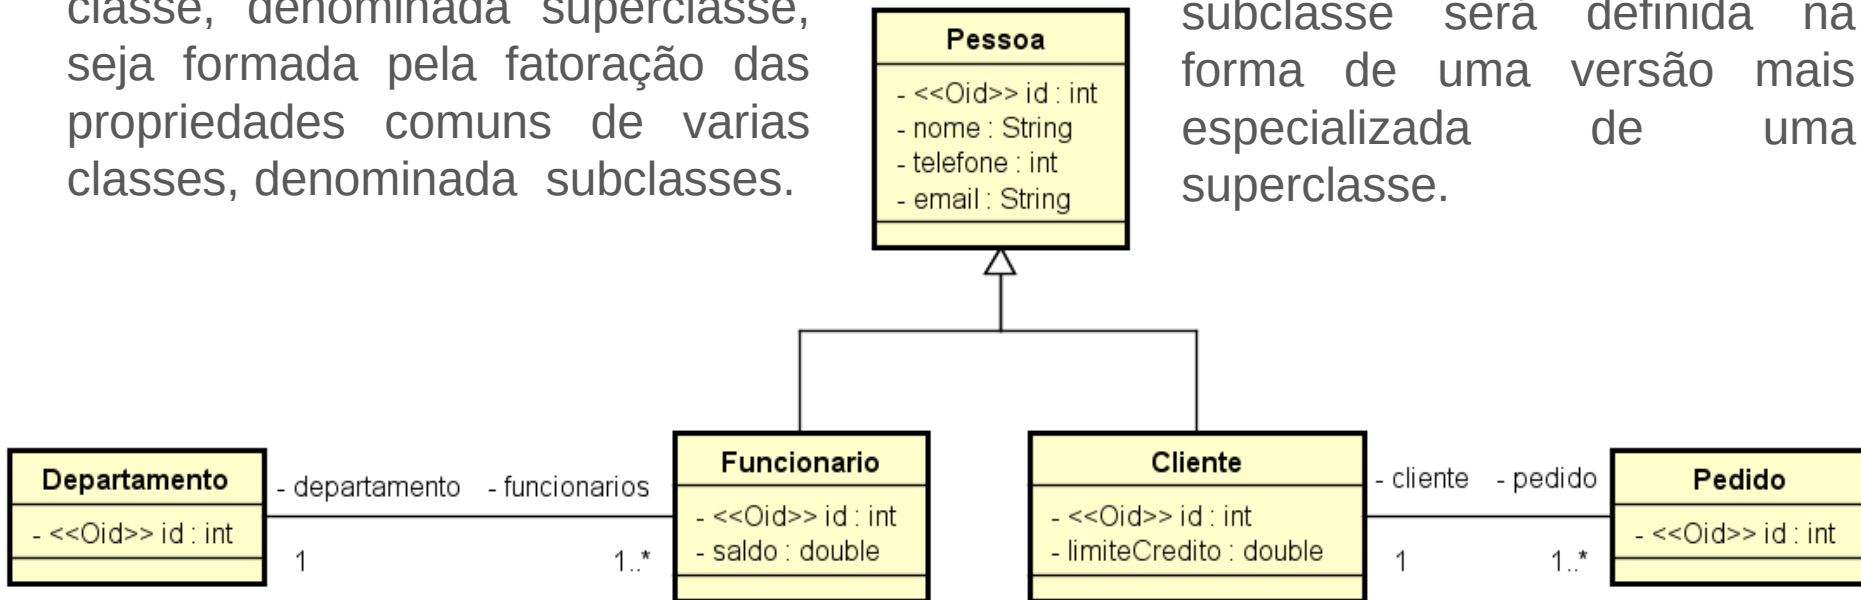 classe, denominada superclasse,
seja formada pela fatoração das
propriedades comuns de varias
classes, denominada subclasses.
subclasse será definida na
forma de uma versão mais
especializada de uma
superclasse.
Pessoa
- <<Oid>> id : int
- nome : String
- telefone : int
- email : String
Departamento
- <<Oid>> id : int
- departamento
- funcionarios
1
1..*
Funcionario
- <<Oid>> id : int
- saldo : double
Cliente
- <<Oid>> id : int
- limiteCredito : double
- cliente
- pedido
1
1..*
Pedido
- <<Oid>> id : int